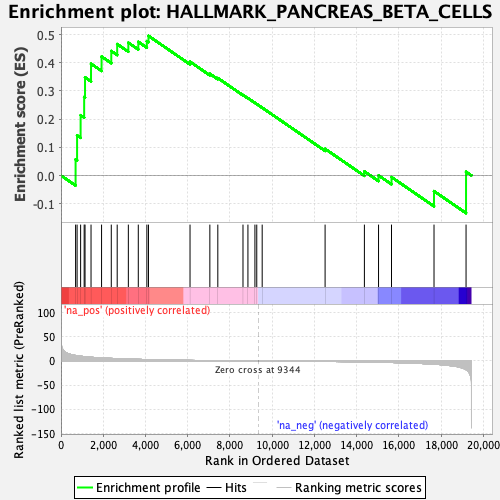 Enrichment plot: HALLMARK_PANCREAS_BETA_CELLS
Enrichment score (ES)
0.5
0.4
0.3
0.2
0.1
0.0
-0.1
'na_pos' (positively correlated)
Ranked list metric (PreRanked)
100
50
0
-50
-100
-150
Zero cross at 9344
'na_neg' (negatively correlated)
0 2,000 4,000 6,000 8,000 10,000 12,000 14,000 16,000 18,000 20,000
Rank in Ordered Dataset
Enrichment profile Hits Ranking metric scores